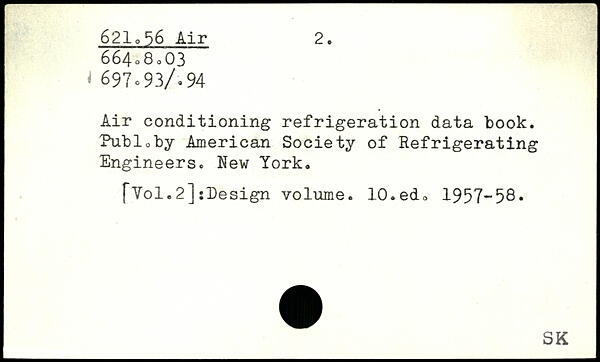 621.56 Air 2.
664.8.03
697.93/.94
Air conditioning refrigeration data book.
Publ.by American Society of Refrigerating
Engineers. New York.
[Vol.2]:Design volume. 10.ed. 1957-58.
SK